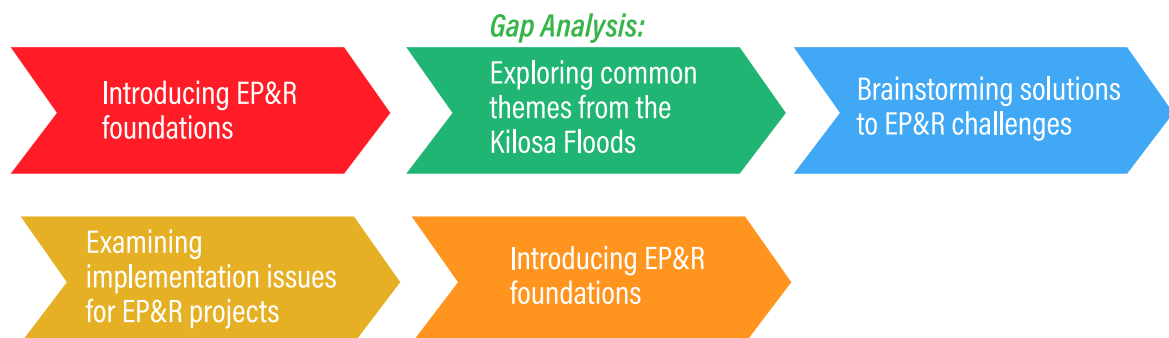 Gap Analysis:
Introducing EP&R
foundations
Exploring common
themes from the
Kilosa Floods
Brainstorming solutions
to EP&R challenges
Examining
implementation issues
for EP&R projects
Introducing EP&R
foundations